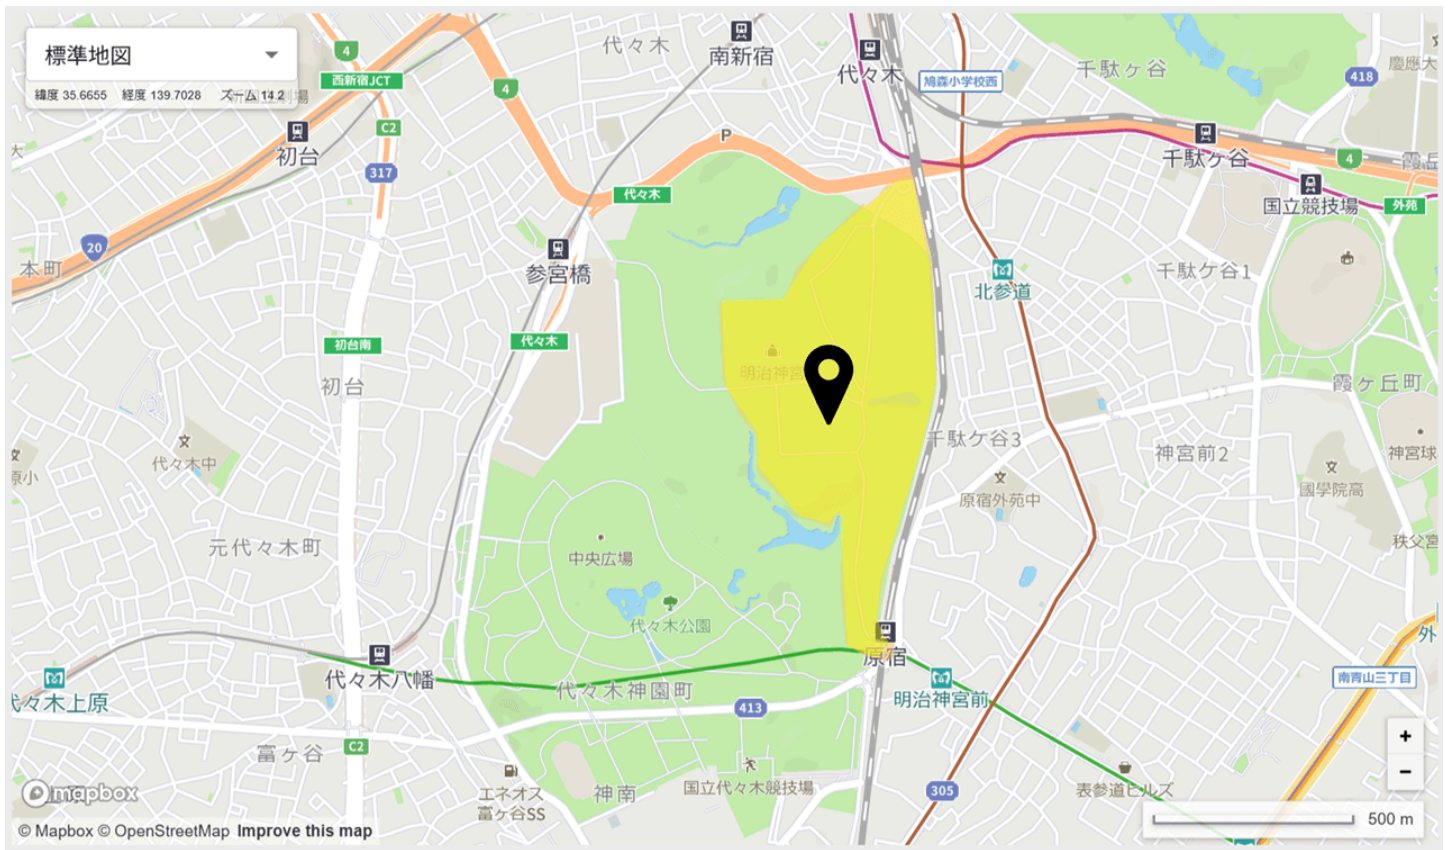 標準地図
緯度 35.6655 経度 139.7028 ズーム 14.2
4
西新宿JCT
4
代々木
南新宿
代々木
鳩森小学校西
千駄ヶ谷
418
慶應大
P
C2
初台
317
千駄ヶ谷
4
霞ヶ丘
代々木
国立競技場
外苑
20
本町
参宮橋
北参道
千駄ケ谷1
代々木
初台南
初台
明治神宮
霞ヶ丘町
千駄ケ谷3
神宮前2
神宮球
代々木中
原小
原宿外苑中
國學院高
元代々木町
中央広場
秩父宮
代々木公園
外
原宿
代々木八幡
代々木上原
代々木神園町
明治神宮前
南青山三丁目
413
富ヶ谷
C2
+
-
エネオス
富ヶ谷SS
神南
国立代々木競技場
305
表参道ヒルズ
mapbox
500 m
© Mapbox © OpenStreetMap Improve this map